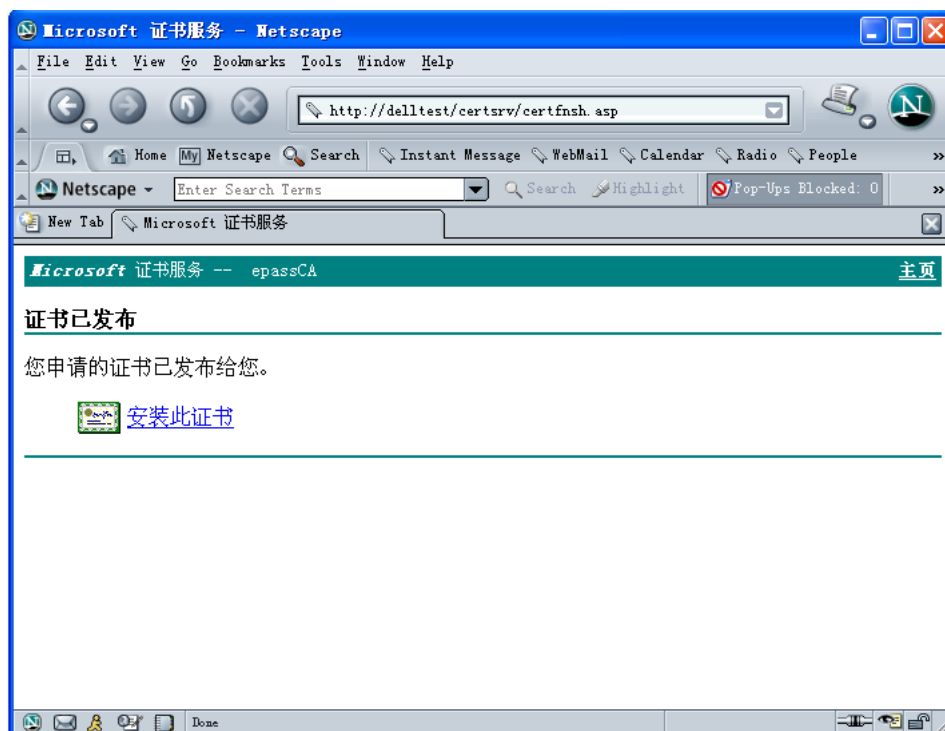 Microsoft 证书服务 - Netscape
File Edit View Go Bookmarks Tools Window Help
http://delltest/certsrv/certfnsh.asp
N
Home My Netscape Search Instant Message WebMail Calendar Radio People »
Netscape Enter Search Terms Search Highlight Pop-Ups Blocked: 0 »
New Tab Microsoft 证书服务
Microsoft 证书服务 -- epassCA 主页
证书已发布
您申请的证书已发布给您。
安装此证书
Done